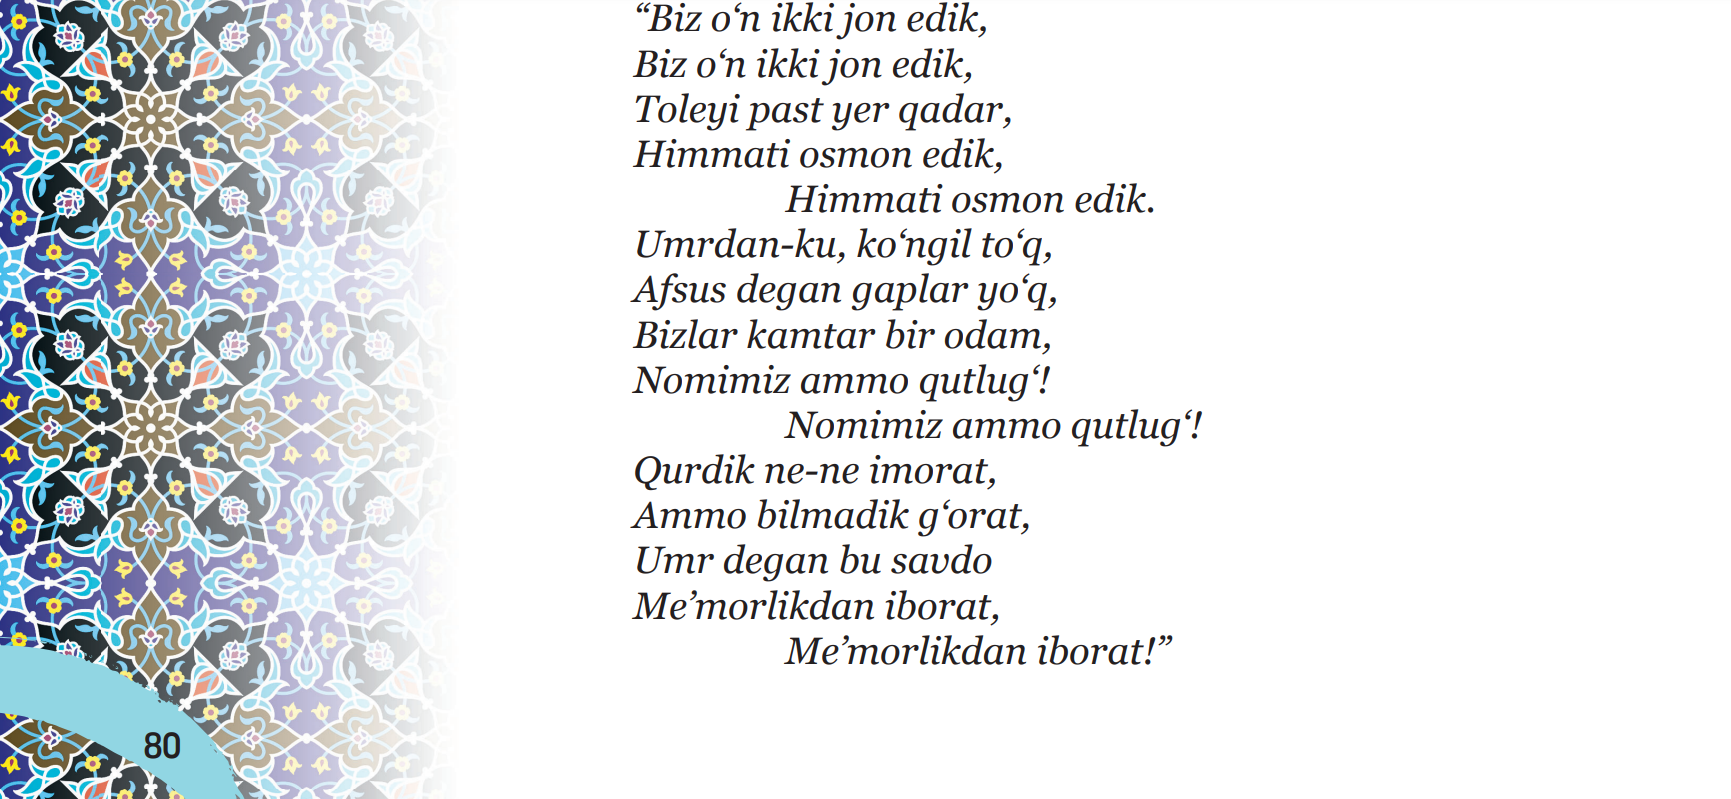 “Biz o‘n ikki jon edik,
Biz o‘n ikki jon edik,
Toleyi past yer qadar,
Himmati osmon edik,
Himmati osmon edik.
Umrdan-ku, ko‘ngil to‘q,
Afsus degan gaplar yo‘q,
Bizlar kamtar bir odam,
Nomimiz ammo qutlug‘!
Nomimiz ammo qutlug‘!
Qurdik ne-ne imorat,
Ammo bilmadik g‘orat,
Umr degan bu savdo
Me’morlikdan iborat,
Me’morlikdan iborat!”
80